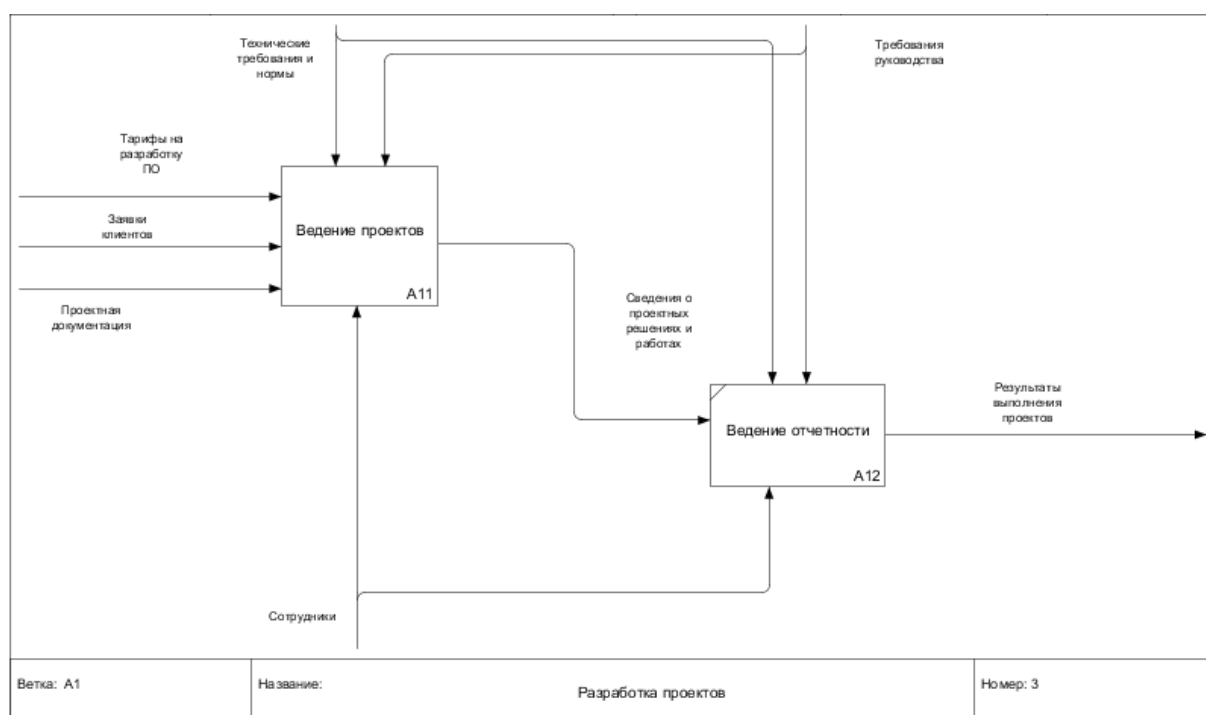 Технические
требования и
нормы
Требования
руководства
Тарифы на
разработку
ПО
Заявки
клиентов
Проектная
документация
Ведение проектов
A11
Сведения о
проектных
решениях и
работах
Ведение отчетности
A12
Результаты
выполнения
проектов
Сотрудники
Ветка: A1
Название:
Разработка проектов
Номер: 3